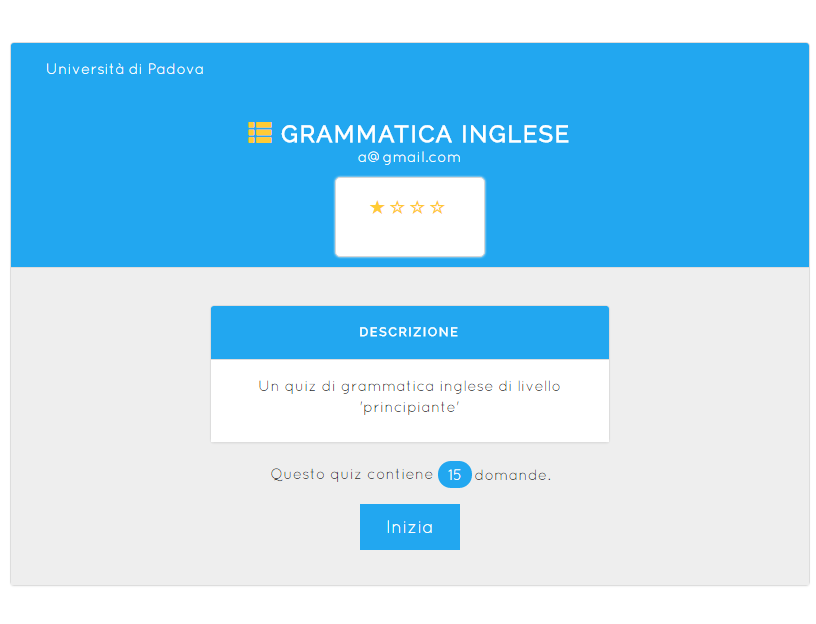 Università di Padova
GRAMMATICA INGLESE
a@gmail.com
DESCRIZIONE
Un quiz di grammatica inglese di livello
'principiante'
Questo quiz contiene 15 domande.
Inizia